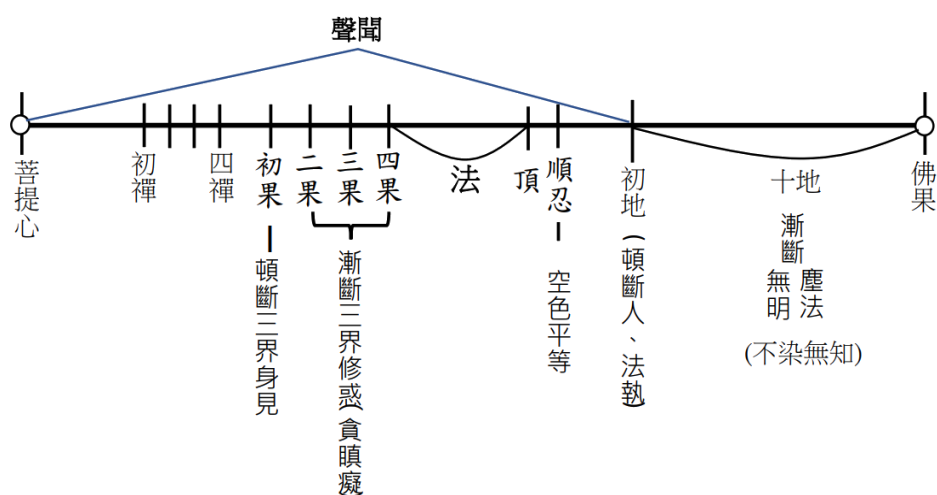 聲聞
菩提心
初禪
四禪
初果
二果
三果
四果
法
頂
順忍
初地（頓斷人、法執）
十地
佛果
頓斷三界身見
漸斷三界修惑(貪瞋癡
空色平等
漸斷
無明
塵法
(不染無知)